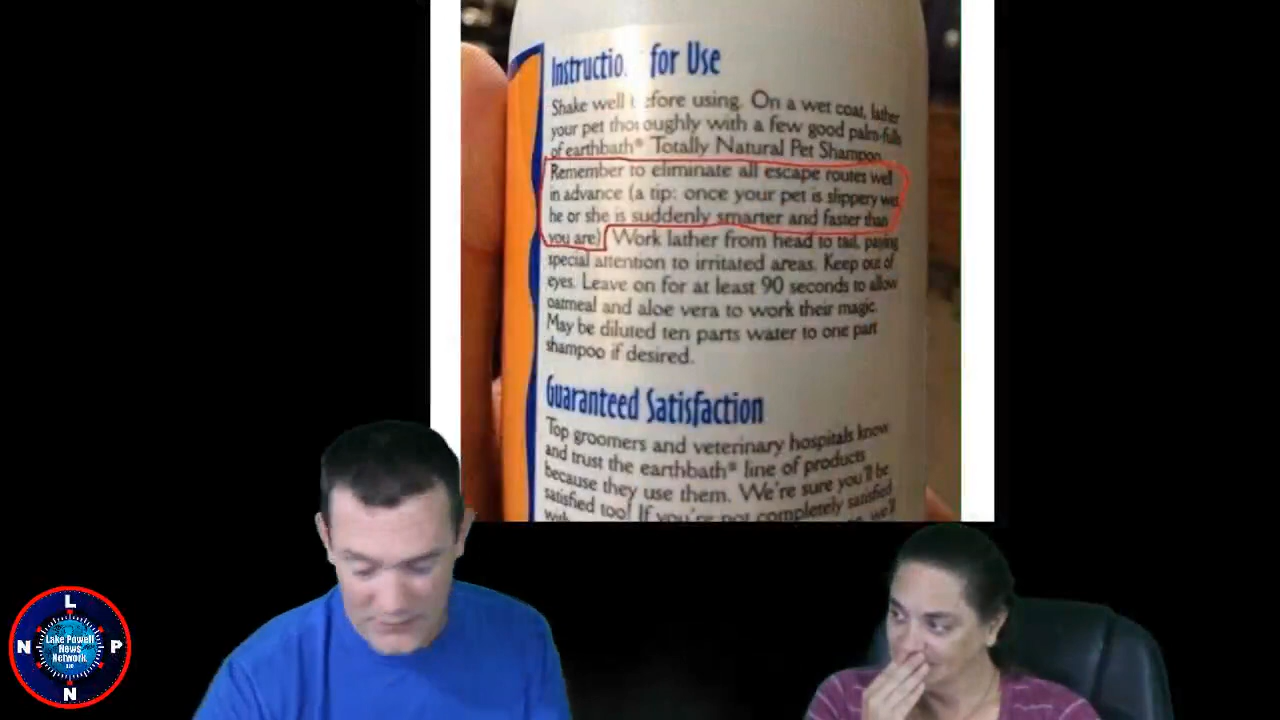 Instructio for Use
Shake well before using. On a wet coat, lather
your pet thoroughly with a few good palm-fulls
of earthbath® Totally Natural Pet Shampoo.
Remember to eliminate all escape routes well
in advance (a tip: once your pet is slippery wet
he or she is suddenly smarter and faster than
you are) Work lather from head to tail, paying
special attention to irritated areas. Keep out of
eyes. Leave on for at least 90 seconds to allow
oatmeal and aloe vera to work their magic.
May be diluted ten parts water to one part
shampoo if desired.
Guaranteed Satisfaction
Top groomers and veterinary hospitals know
and trust the earthbath® line of products
because they use them. We're sure you'll be
satisfied too! If you're not completely satisfied
we'll
L
N
P
N
Lake Powell
News
Network